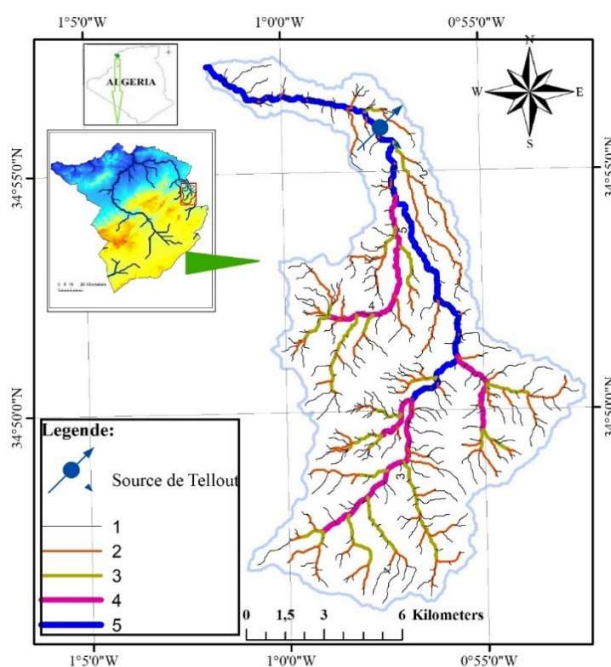 1°5'0"W 1°0'0"W 0°55'0"W
ALGERIA
N
W E
S
34°55'0"N 34°55'0"N
5
4
34°50'0"N 34°50'0"N
3
Legende:
Source de Tellout
1
2
3
4
5
0 1,5 3 6 Kilometers
1°5'0"W 1°0'0"W 0°55'0"W